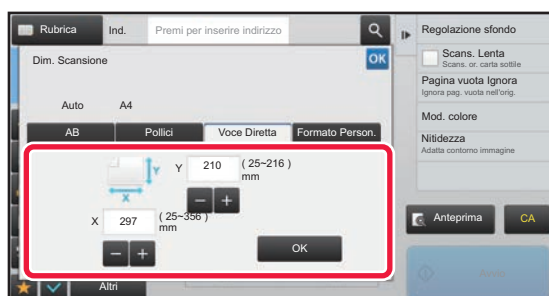 Rubrica
Ind.
Premi per inserire indirizzo
Dim. Scansione
OK
Auto
A4
AB
Pollici
Voce Diretta
Formato Person.
Y
Y
210
( 25~216 )
mm
X
X
297
( 25~356 )
mm
OK
Altri
Regolazione sfondo
Scans. Lenta
Scans. or. carta sottile
Pagina vuota Ignora
Ignora pag. vuota nell'orig.
Mod. colore
Nitidezza
Adatta contorno immagine
Anteprima
CA
Avvio